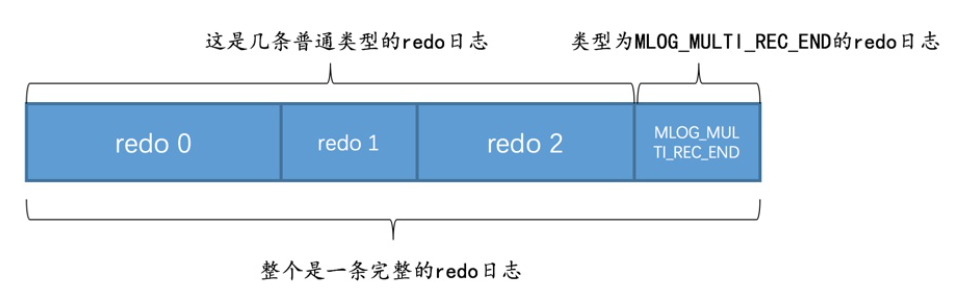 这是几条普通类型的redo日志
类型为MLOG_MULTI_REC_END的redo日志
redo 0
redo 1
redo 2
MLOG_MUL
TI_REC_END
整个是一条完整的redo日志